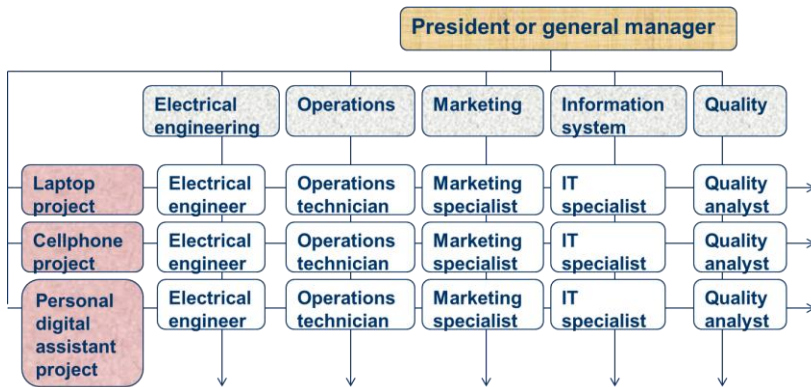 President or general manager
Electrical
engineering
Operations
Marketing
Information
system
Quality
Laptop
project
Electrical
engineer
Operations
technician
Marketing
specialist
IT
specialist
Quality
analyst
Cellphone
project
Electrical
engineer
Operations
technician
Marketing
specialist
IT
specialist
Quality
analyst
Personal
digital
assistant
project
Electrical
engineer
Operations
technician
Marketing
specialist
IT
specialist
Quality
analyst